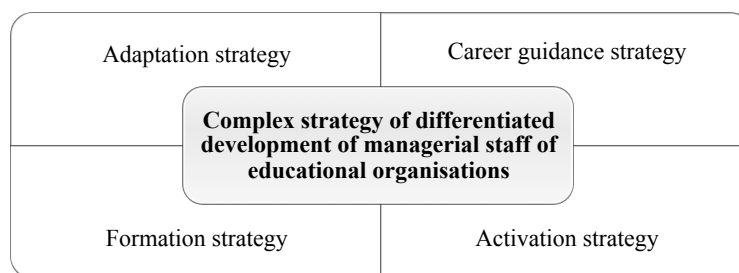 Adaptation strategy
Career guidance strategy
Complex strategy of differentiated
development of managerial staff of
educational organisations
Formation strategy
Activation strategy